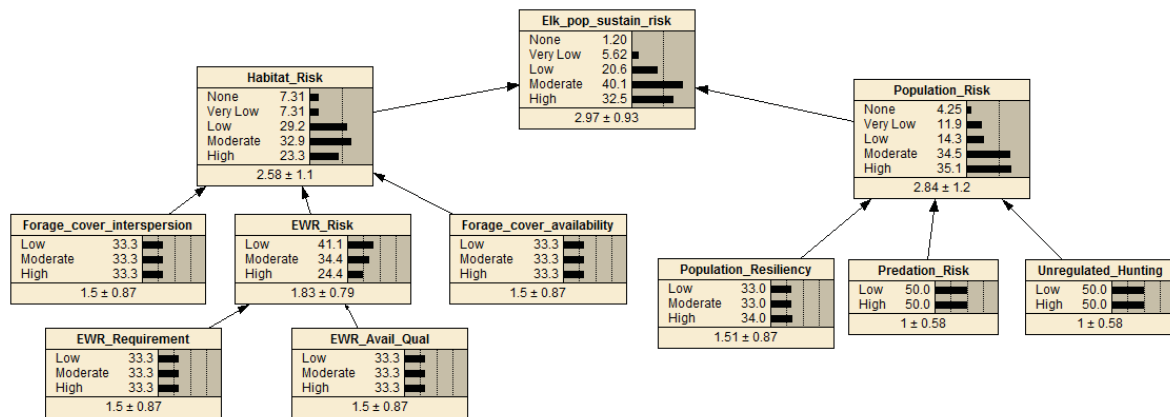 Elk_pop_sustain_risk
None 1.20
Very Low 5.62
Low 20.6
Moderate 40.1
High 32.5
2.97 ± 0.93
Habitat_Risk
None 7.31
Very Low 7.31
Low 29.2
Moderate 32.9
High 23.3
2.58 ± 1.1
Population_Risk
None 4.25
Very Low 11.9
Low 14.3
Moderate 34.5
High 35.1
2.84 ± 1.2
Forage_cover_interspersion
Low 33.3
Moderate 33.3
High 33.3
1.5 ± 0.87
EWR_Risk
Low 41.1
Moderate 34.4
High 24.4
1.83 ± 0.79
Forage_cover_availability
Low 33.3
Moderate 33.3
High 33.3
1.5 ± 0.87
Population_Resiliency
Low 33.0
Moderate 33.0
High 34.0
1.51 ± 0.87
Predation_Risk
Low 50.0
High 50.0
1 ± 0.58
Unregulated_Hunting
Low 50.0
High 50.0
1 ± 0.58
EWR_Requirement
Low 33.3
Moderate 33.3
High 33.3
1.5 ± 0.87
EWR_Avail_Qual
Low 33.3
Moderate 33.3
High 33.3
1.5 ± 0.87